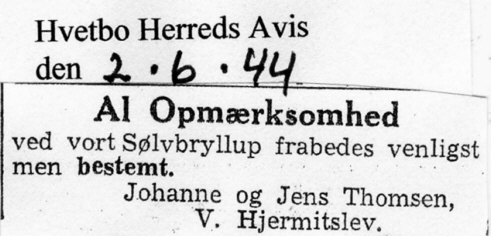 Hvetbo Herreds Avis
den 2.6.44
Al Opmærksomhed
ved vort Sølvbryllup frabedes venligst
men bestemt.
Johanne og Jens Thomsen,
V. Hjermitslev.